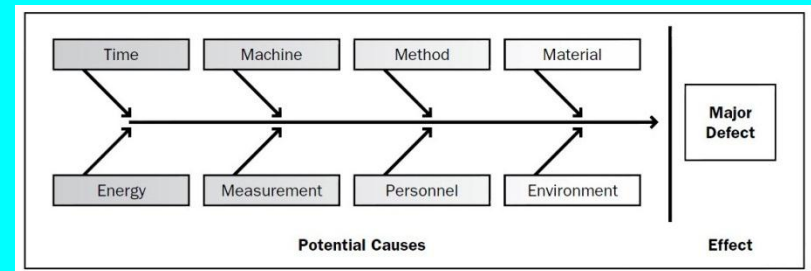 Time
Machine
Method
Material
Major
Defect
Energy
Measurement
Personnel
Environment
Potential Causes
Effect